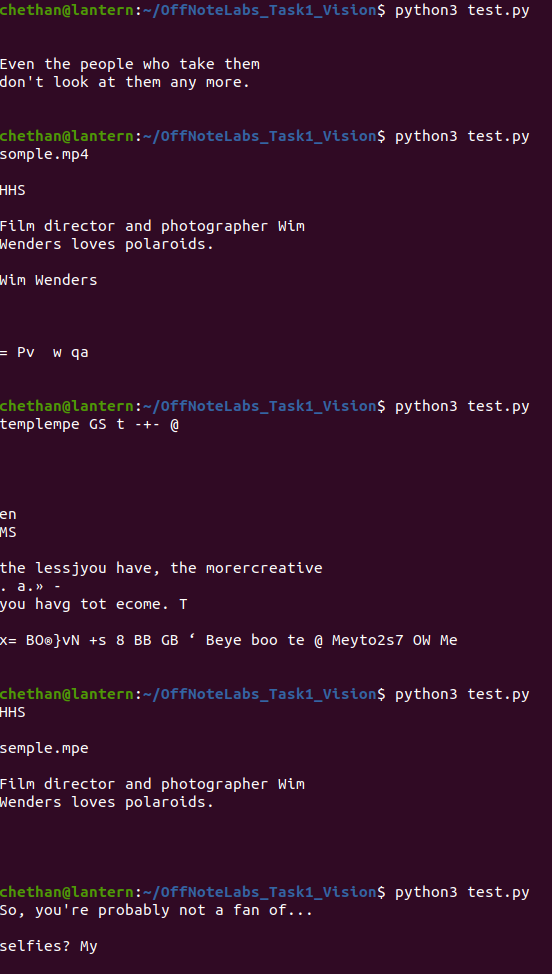 chethan@lantern:~/OffNoteLabs_Task1_Vision$ python3 test.py
Even the people who take them
don't look at them any more.
chethan@lantern:~/OffNoteLabs_Task1_Vision$ python3 test.py
somple.mp4
HHS
Film director and photographer Wim
Wenders loves polaroids.
Wim Wenders
= Pv  w qa
chethan@lantern:~/OffNoteLabs_Task1_Vision$ python3 test.py
templempe GS t -+- @
en
MS
the lessjyou have, the morercreative
. a.» -
you havg tot ecome. T
x= BO®}vN +s 8 BB GB ‘ Beye boo te @ Meyto2s7 OW Me
chethan@lantern:~/OffNoteLabs_Task1_Vision$ python3 test.py
HHS
semple.mpe
Film director and photographer Wim
Wenders loves polaroids.
chethan@lantern:~/OffNoteLabs_Task1_Vision$ python3 test.py
So, you're probably not a fan of...
selfies? My